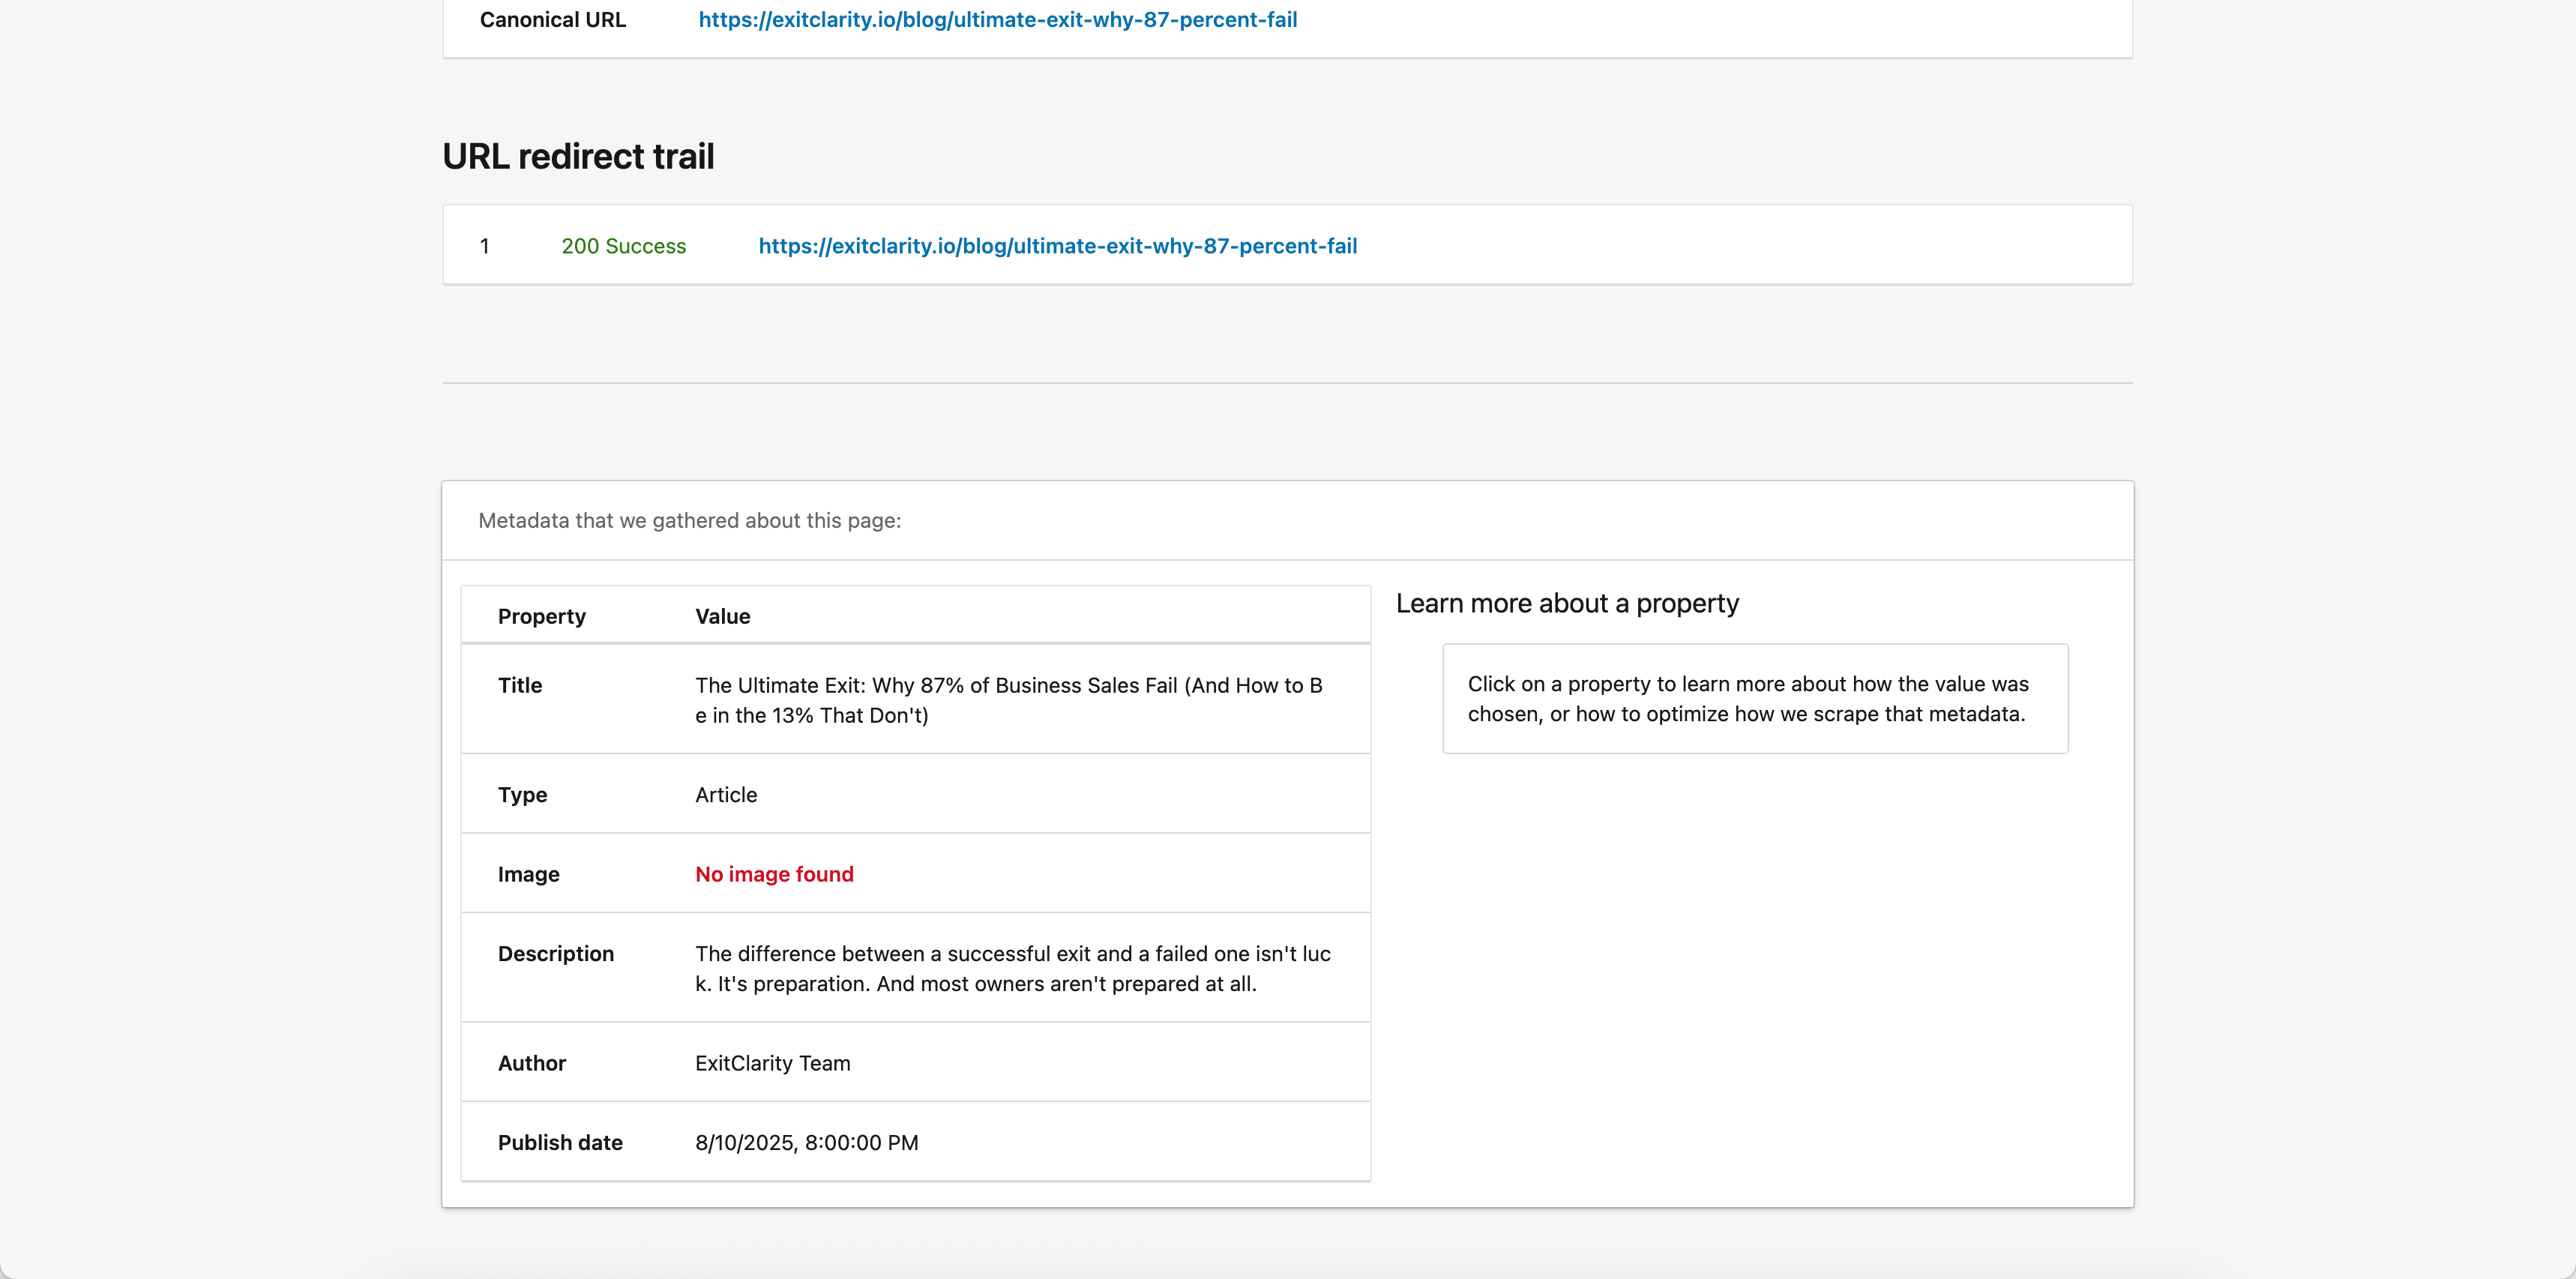 Canonical URL https://exitclarity.io/blog/ultimate-exit-why-87-percent-fail
URL redirect trail
1 200 Success https://exitclarity.io/blog/ultimate-exit-why-87-percent-fail
Metadata that we gathered about this page:
Property Value
Title The Ultimate Exit: Why 87% of Business Sales Fail (And How to B
e in the 13% That Don't)
Type Article
Image No image found
Description The difference between a successful exit and a failed one isn't luc
k. It's preparation. And most owners aren't prepared at all.
Author ExitClarity Team
Publish date 8/10/2025, 8:00:00 PM
Learn more about a property
Click on a property to learn more about how the value was
chosen, or how to optimize how we scrape that metadata.